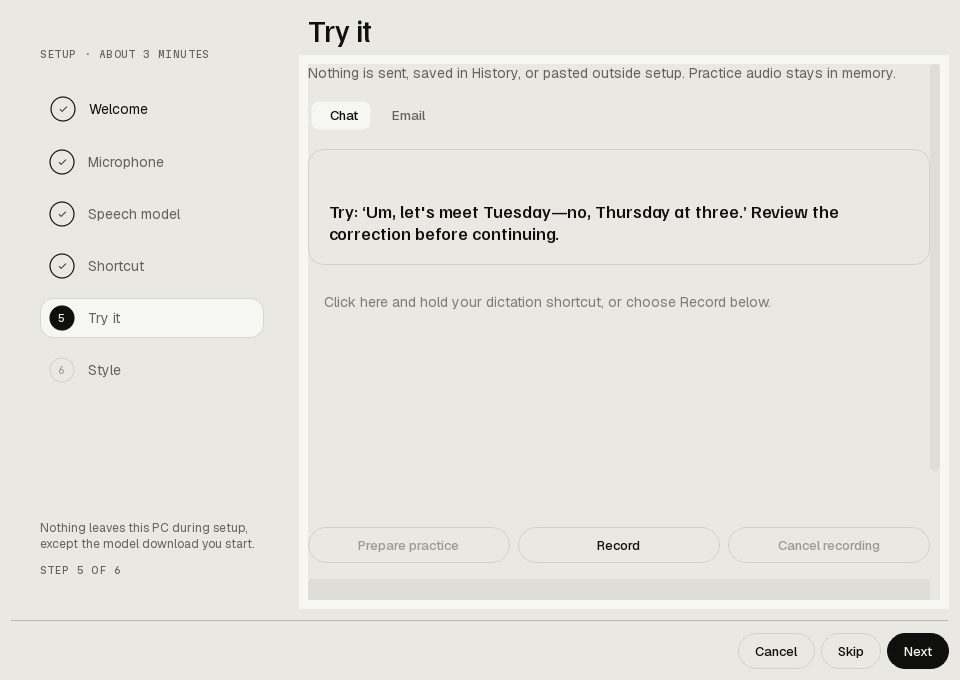 SETUP · ABOUT 3 MINUTES
Welcome
Microphone
Speech model
Shortcut
5 Try it
6 Style
Nothing leaves this PC during setup,
except the model download you start.
STEP 5 OF 6
Try it
Nothing is sent, saved in History, or pasted outside setup. Practice audio stays in memory.
Chat Email
Try: ‘Um, let's meet Tuesday—no, Thursday at three.’ Review the
correction before continuing.
Click here and hold your dictation shortcut, or choose Record below.
Prepare practice Record Cancel recording
Cancel Skip Next